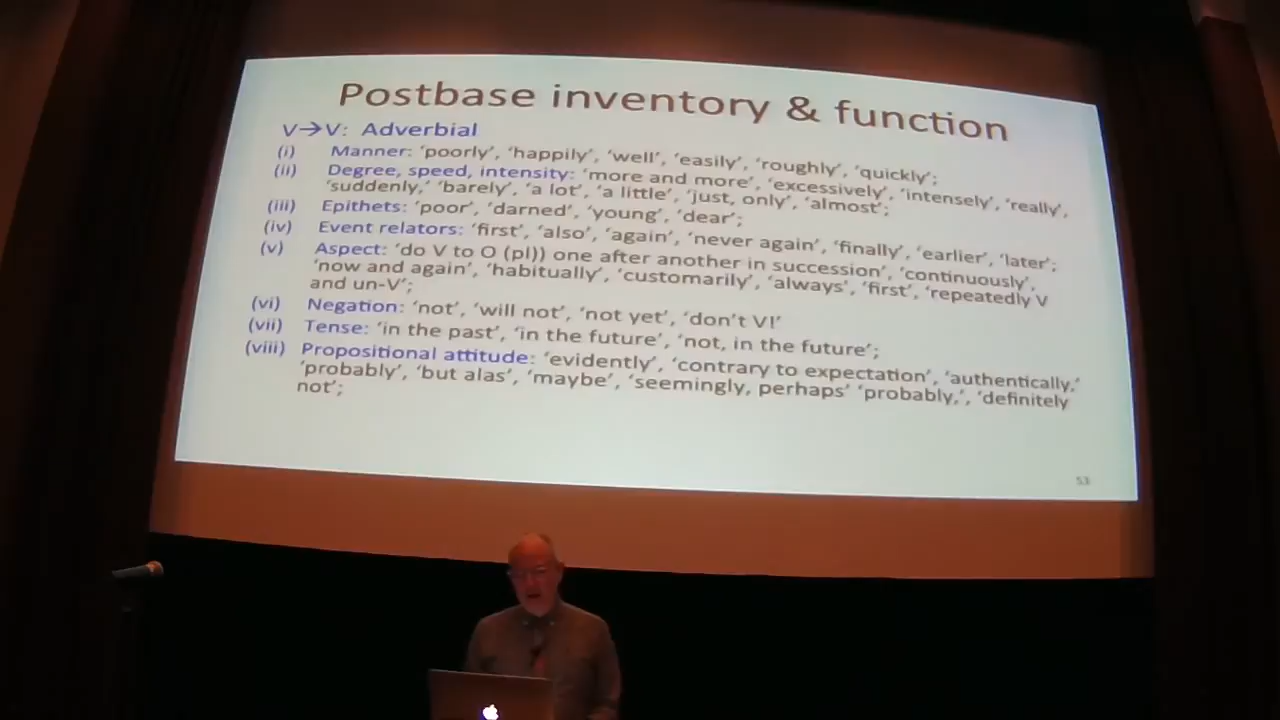 Postbase inventory & function
V→V: Adverbial
(i) Manner: ‘poorly’, ‘happily’, ‘well’, ‘easily’, ‘roughly’, ‘quickly’;
(ii) Degree, speed, intensity: ‘more and more’, ‘excessively’, ‘intensely’, ‘really,
‘suddenly,’ ‘barely’, ‘a lot’, ‘a little’, ‘just, only’, ‘almost’;
(iii) Epithets: ‘poor’, ‘darned’, ‘young’, ‘dear’;
(iv) Event relators: ‘first’, ‘also’, ‘again’, ‘never again’, ‘finally’, ‘earlier’, ‘later’;
(v) Aspect: ‘do V to O (pl)) one after another in succession’, ‘continuously’,
‘now and again’, ‘habitually’, ‘customarily’, ‘always’, ‘first’, ‘repeatedly V
and un-V’;
(vi) Negation: ‘not’, ‘will not’, ‘not yet’, ‘don’t V!’
(vii) Tense: ‘in the past’, ‘in the future’, ‘not, in the future’;
(viii) Propositional attitude: ‘evidently’, ‘contrary to expectation’, ‘authentically,’
‘probably’, ‘but alas’, ‘maybe’, ‘seemingly, perhaps’ ‘probably,’, ‘definitely
not’;
53